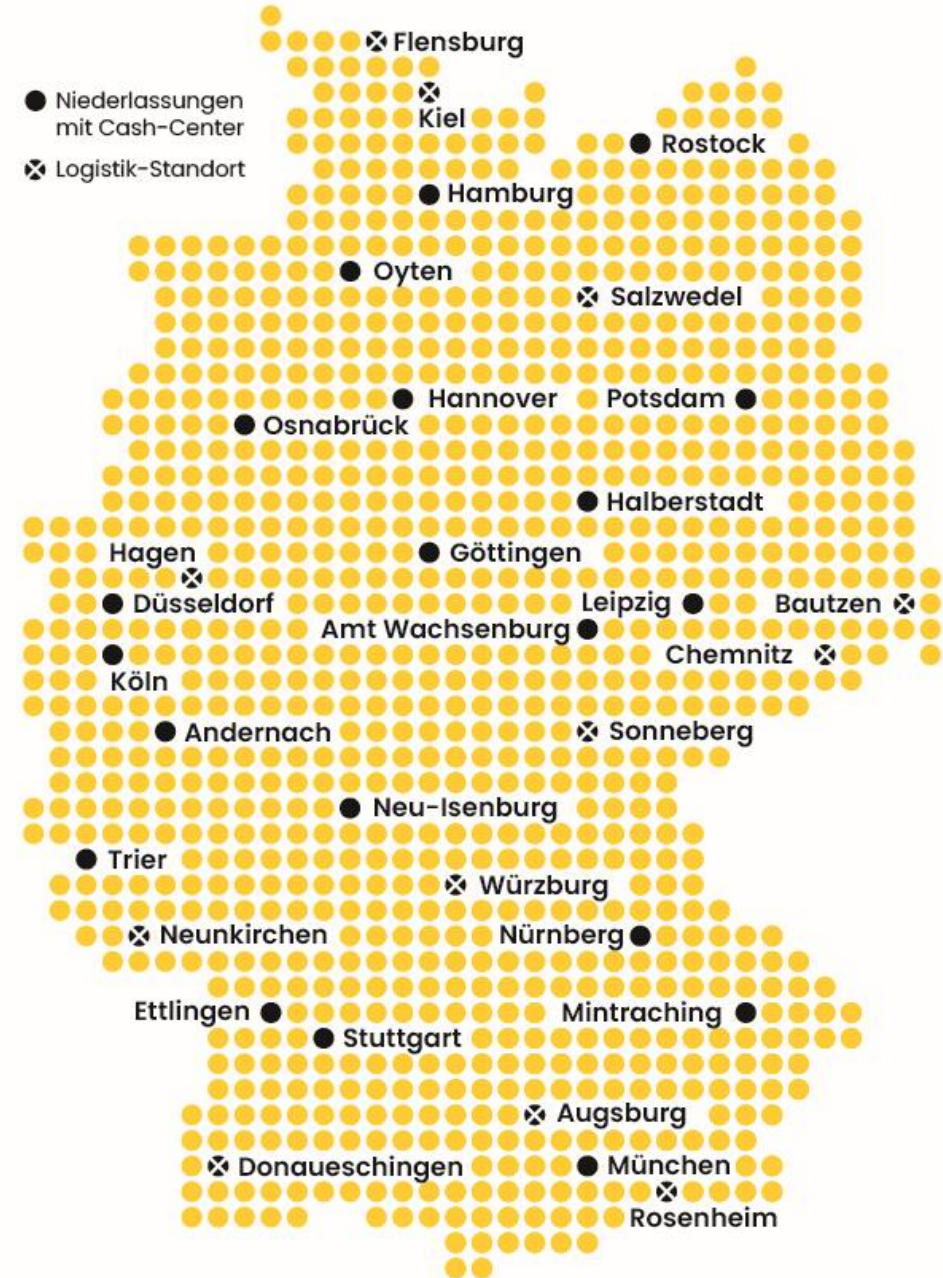 Flensburg
Niederlassungen
mit Cash-Center
Kiel
Rostock
Logistik-Standort
Hamburg
Oyten
Salzwedel
Hannover
Potsdam
Osnabrück
Halberstadt
Hagen
Göttingen
Düsseldorf
Leipzig
Bautzen
Amt Wachsenburg
Chemnitz
Köln
Andernach
Sonneberg
Neu-Isenburg
Trier
Würzburg
Neunkirchen
Nürnberg
Ettlingen
Mintraching
Stuttgart
Augsburg
Donaueschingen
München
Rosenheim